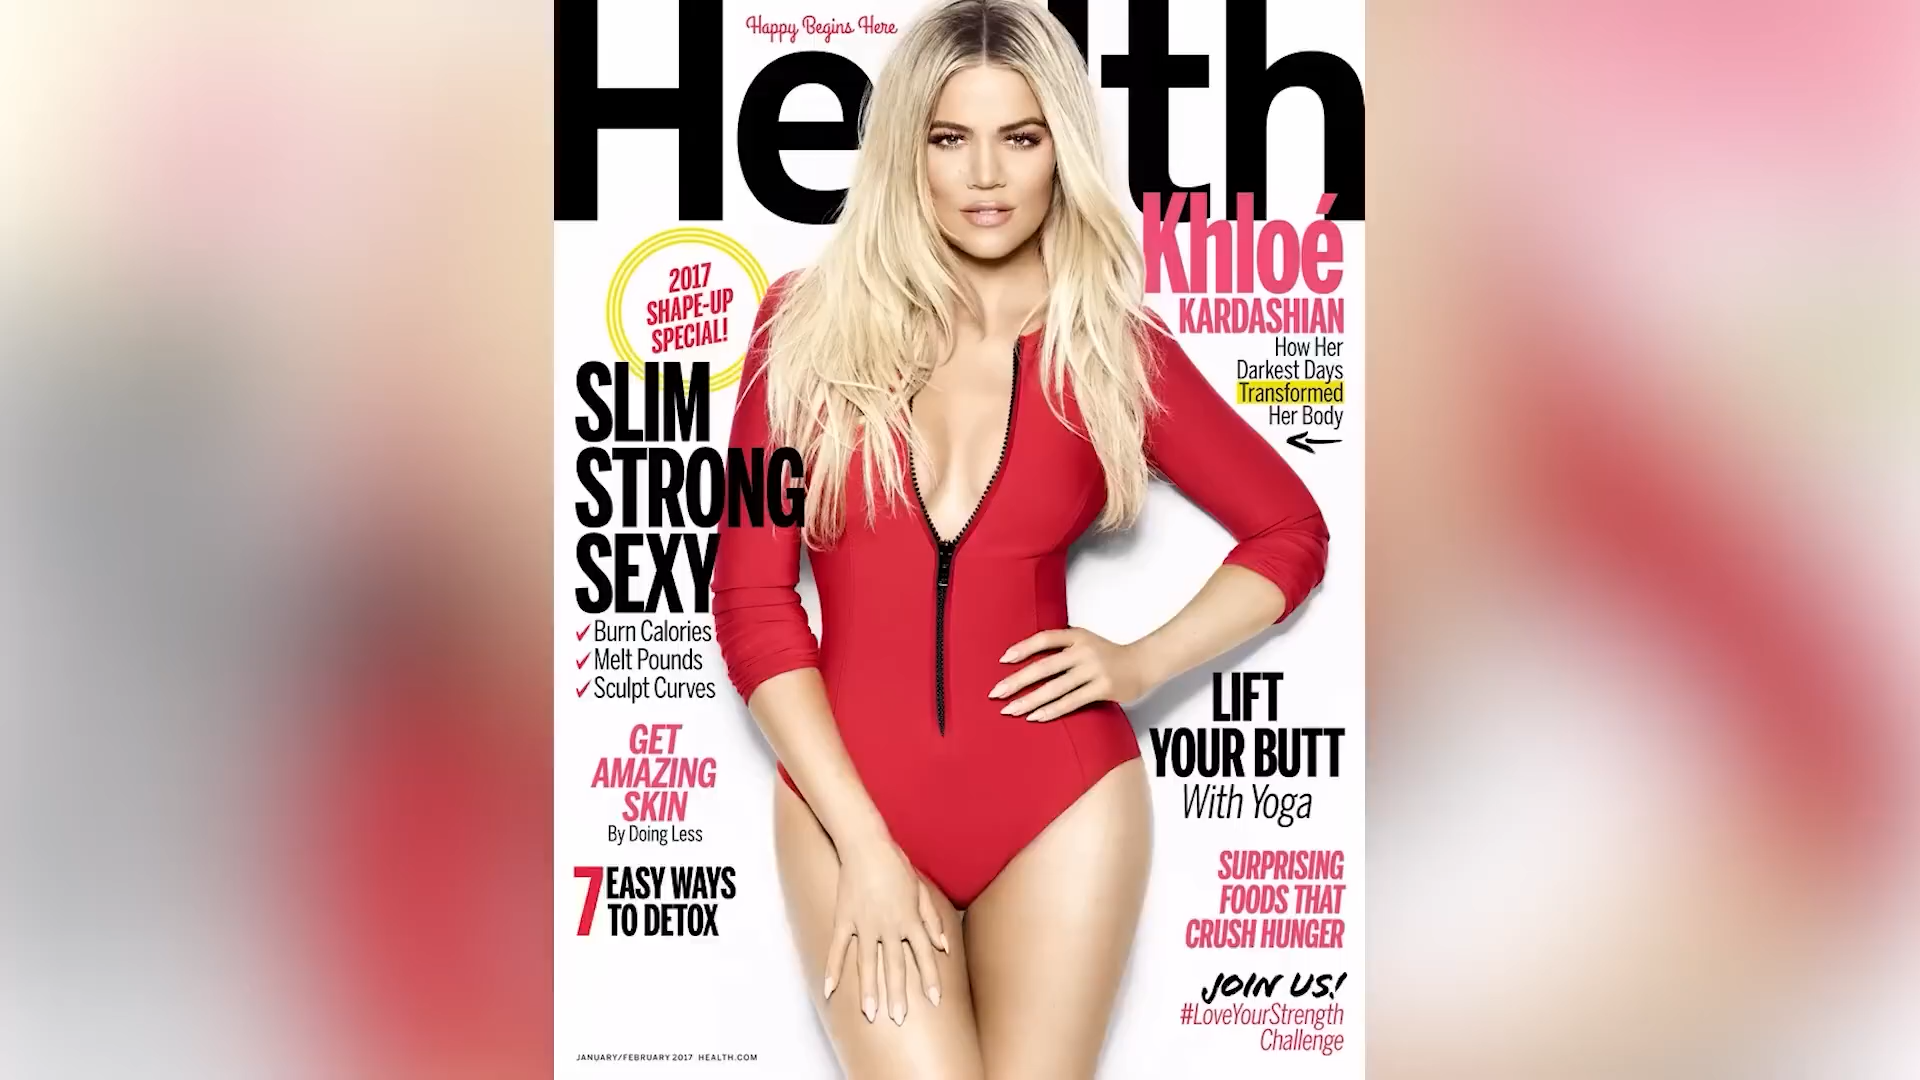 Happy Begins Here
Health
Khloé
KARDASHIAN
How Her
Darkest Days
Transformed
Her Body
2017
SHAPE-UP
SPECIAL!
SLIM
STRONG
SEXY
✓ Burn Calories
✓ Melt Pounds
✓ Sculpt Curves
GET
AMAZING
SKIN
By Doing Less
7 EASY WAYS
TO DETOX
LIFT
YOUR BUTT
With Yoga
SURPRISING
FOODS THAT
CRUSH HUNGER
JOIN US!
#LoveYourStrength
Challenge
JANUARY/FEBRUARY 2017 HEALTH.COM